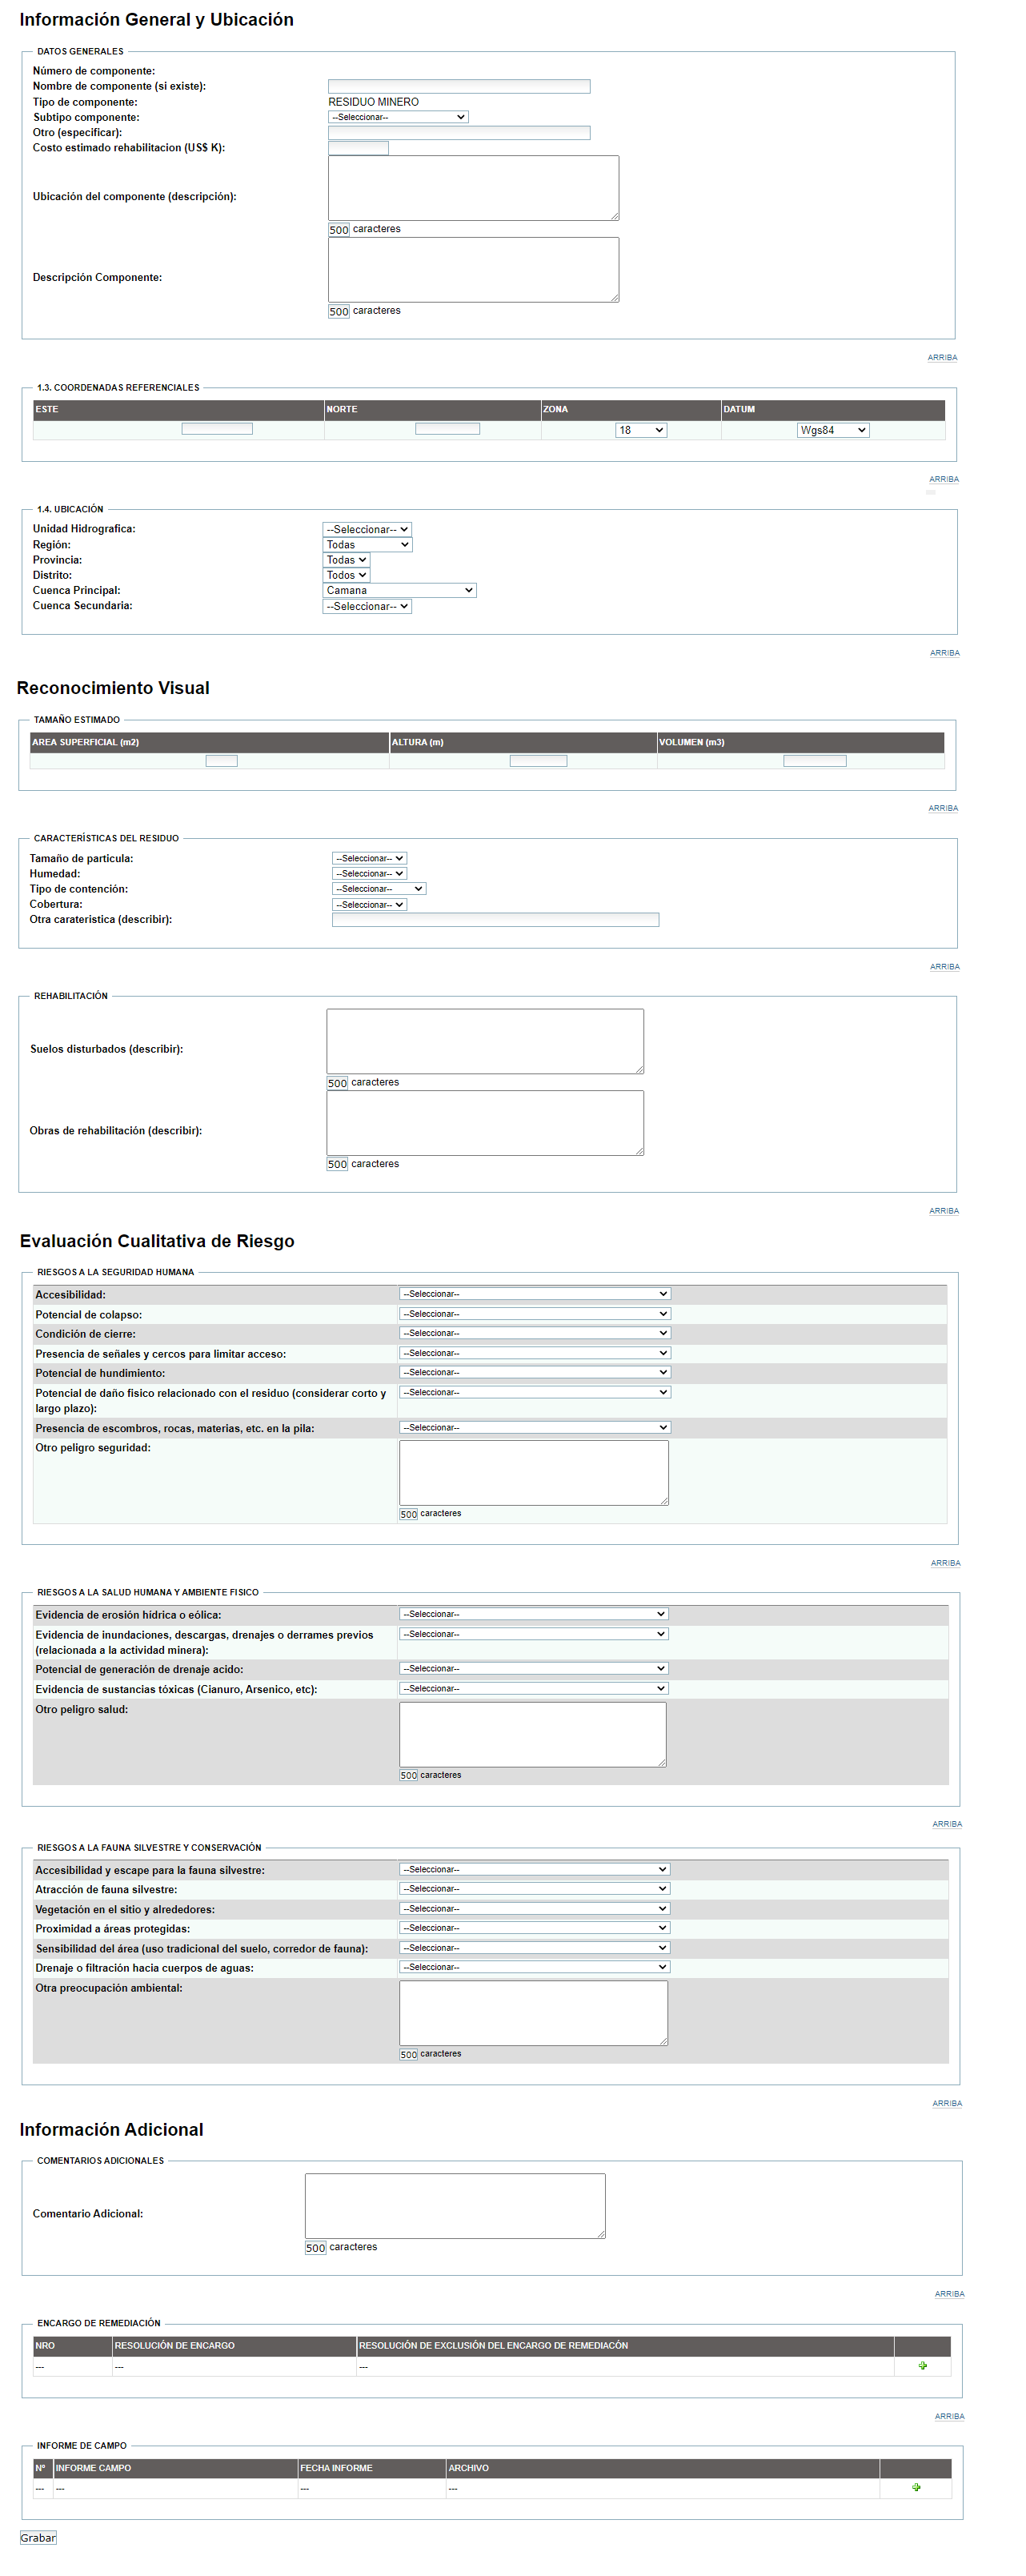 Información General y Ubicación
DATOS GENERALES
Número de componente:
Nombre de componente (si existe):
Tipo de componente: RESIDUO MINERO
Subtipo componente: --Seleccionar--
Otro (especificar):
Costo estimado rehabilitacion (US$ K):
Ubicación del componente (descripción):
500 caracteres
Descripción Componente:
500 caracteres
ARRIBA
1.3. COORDENADAS REFERENCIALES
ESTE NORTE ZONA DATUM
18 Wgs84
ARRIBA
1.4. UBICACIÓN
Unidad Hidrografica: --Seleccionar--
Región: Todas
Provincia: Todas
Distrito: Todos
Cuenca Principal: Camana
Cuenca Secundaria: --Seleccionar--
ARRIBA
Reconocimiento Visual
TAMAÑO ESTIMADO
AREA SUPERFICIAL (m2) ALTURA (m) VOLUMEN (m3)
ARRIBA
CARACTERÍSTICAS DEL RESIDUO
Tamaño de particula: --Seleccionar--
Humedad: --Seleccionar--
Tipo de contención: --Seleccionar--
Cobertura: --Seleccionar--
Otra carateristica (describir):
ARRIBA
REHABILITACIÓN
Suelos disturbados (describir):
500 caracteres
Obras de rehabilitación (describir):
500 caracteres
ARRIBA
Evaluación Cualitativa de Riesgo
RIESGOS A LA SEGURIDAD HUMANA
Accesibilidad: --Seleccionar--
Potencial de colapso: --Seleccionar--
Condición de cierre: --Seleccionar--
Presencia de señales y cercos para limitar acceso: --Seleccionar--
Potencial de hundimiento: --Seleccionar--
Potencial de daño fisico relacionado con el residuo (considerar corto y --Seleccionar--
largo plazo):
Presencia de escombros, rocas, materias, etc. en la pila: --Seleccionar--
Otro peligro seguridad:
500 caracteres
ARRIBA
RIESGOS A LA SALUD HUMANA Y AMBIENTE FISICO
Evidencia de erosión hídrica o eólica: --Seleccionar--
Evidencia de inundaciones, descargas, drenajes o derrames previos --Seleccionar--
(relacionada a la actividad minera):
Potencial de generación de drenaje acido: --Seleccionar--
Evidencia de sustancias tóxicas (Cianuro, Arsenico, etc): --Seleccionar--
Otro peligro salud:
500 caracteres
ARRIBA
RIESGOS A LA FAUNA SILVESTRE Y CONSERVACIÓN
Accesibilidad y escape para la fauna silvestre: --Seleccionar--
Atracción de fauna silvestre: --Seleccionar--
Vegetación en el sitio y alrededores: --Seleccionar--
Proximidad a áreas protegidas: --Seleccionar--
Sensibilidad del área (uso tradicional del suelo, corredor de fauna): --Seleccionar--
Drenaje o filtración hacia cuerpos de aguas: --Seleccionar--
Otra preocupación ambiental:
500 caracteres
ARRIBA
Información Adicional
COMENTARIOS ADICIONALES
Comentario Adicional:
500 caracteres
ARRIBA
ENCARGO DE REMEDIACIÓN
NRO RESOLUCIÓN DE ENCARGO RESOLUCIÓN DE EXCLUSIÓN DEL ENCARGO DE REMEDIACÓN
--- --- ---
ARRIBA
INFORME DE CAMPO
Nº INFORME CAMPO FECHA INFORME ARCHIVO
--- --- --- ---
Grabar